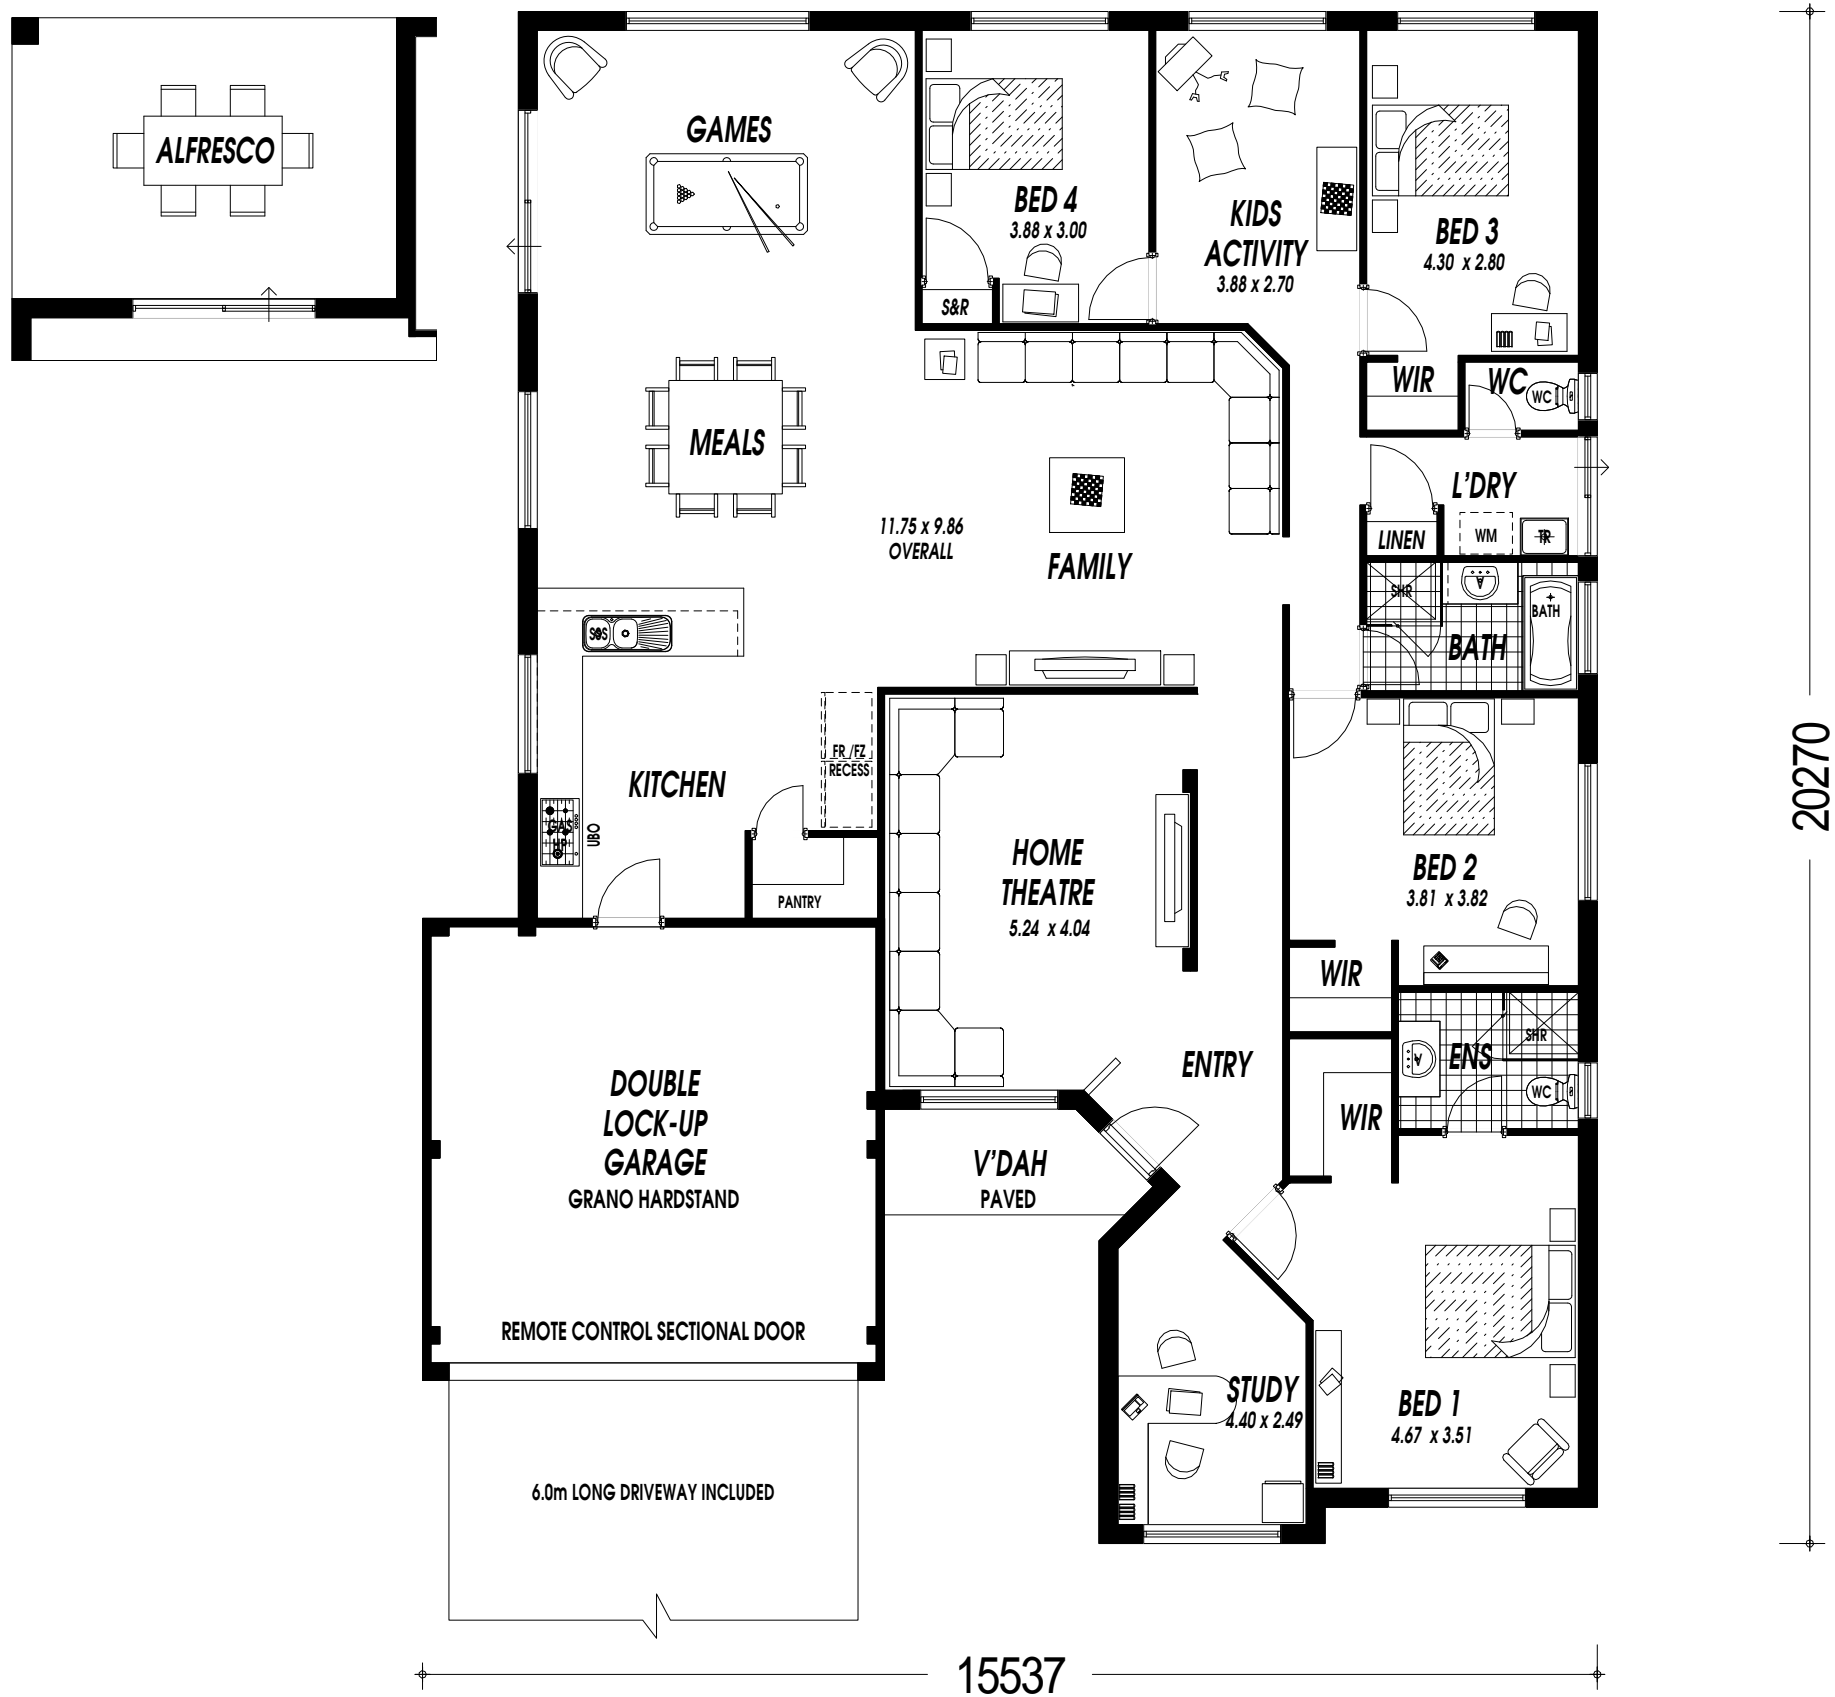 ALFRESCO
GAMES
BED 4
3.88 x 3.00
S&R
KIDS
ACTIVITY
3.88 x 2.70
BED 3
4.30 x 2.80
WIR
WC
WC
MEALS
11.75 x 9.86
OVERALL
FAMILY
L'DRY
LINEN
WM
TR
SHR
V
BATH
BATH
SOS
FR /FZ
RECESS
KITCHEN
GAS
HP
UBO
PANTRY
HOME
THEATRE
5.24 x 4.04
BED 2
3.81 x 3.82
WIR
ENS
SHR
V
WC
WIR
ENTRY
DOUBLE
LOCK-UP
GARAGE
GRANO HARDSTAND
V'DAH
PAVED
REMOTE CONTROL SECTIONAL DOOR
STUDY
4.40 x 2.49
BED 1
4.67 x 3.51
6.0m LONG DRIVEWAY INCLUDED
20270
15537